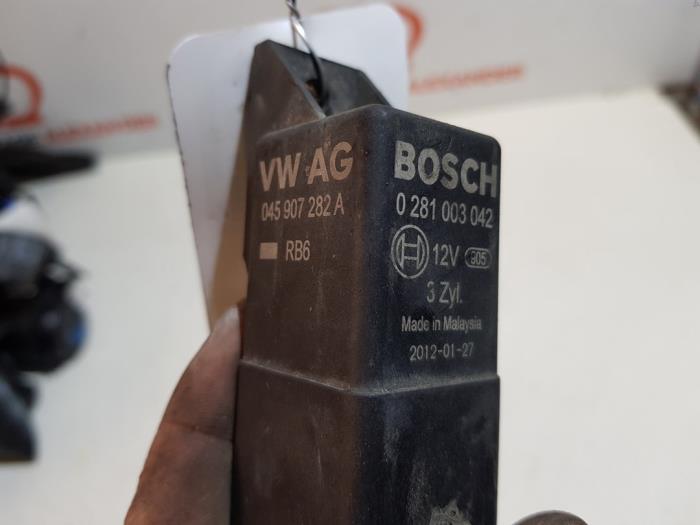 VW AG
045 907 282 A
RB6
BOSCH
0 281 003 042
12V 905
3 Zyl.
Made in Malaysia
2012-01-27